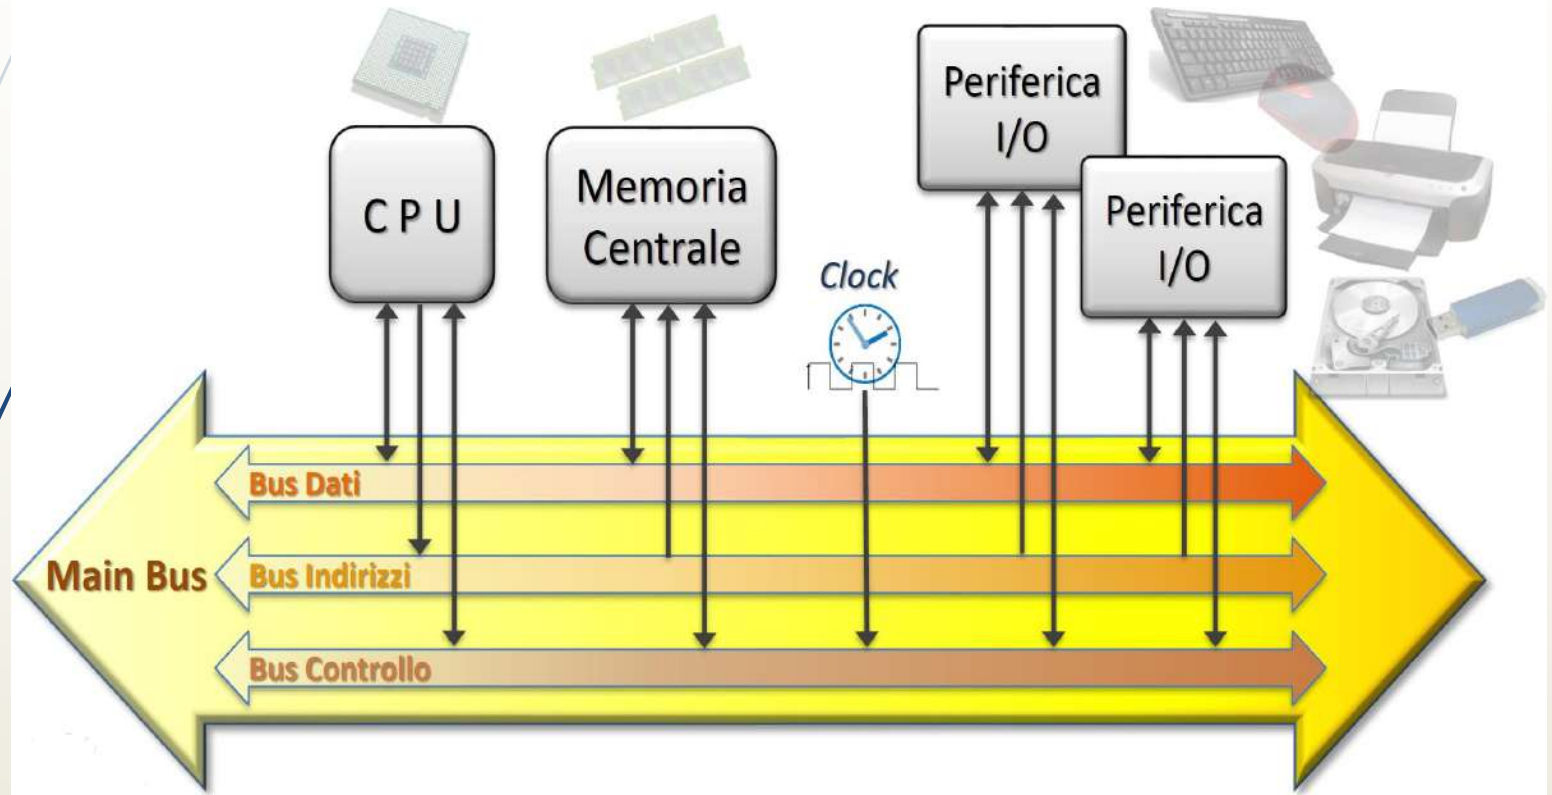 C P U
Memoria
Centrale
Periferica
I/O
Periferica
I/O
Clock
Main Bus
Bus Dati
Bus Indirizzi
Bus Controllo